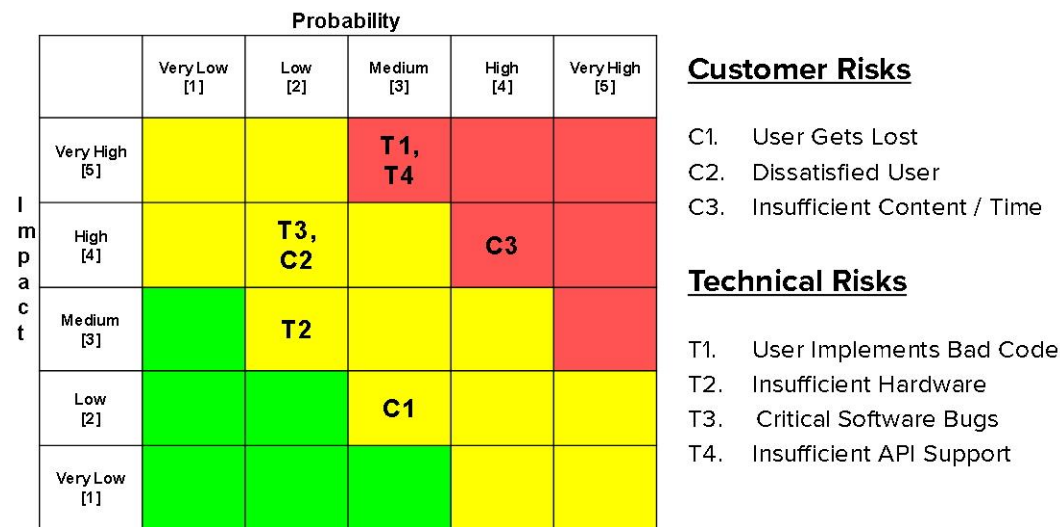 Probability
Very Low [1]
Low [2]
Medium [3]
High [4]
Very High [5]
Impact
Very High [5]
T1,
T4
High [4]
T3,
C2
C3
Medium [3]
T2
Low [2]
C1
Very Low [1]
Customer Risks
C1. User Gets Lost
C2. Dissatisfied User
C3. Insufficient Content / Time
Technical Risks
T1. User Implements Bad Code
T2. Insufficient Hardware
T3. Critical Software Bugs
T4. Insufficient API Support